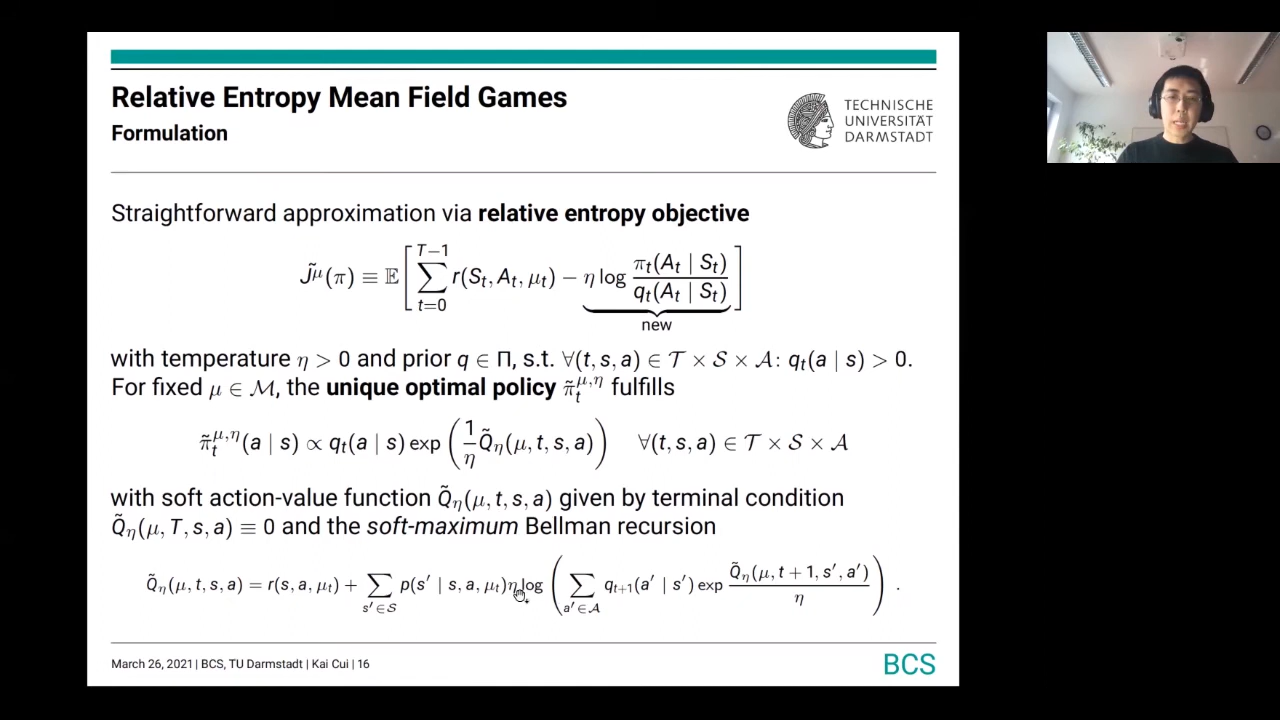 Relative Entropy Mean Field Games
Formulation
TECHNISCHE
UNIVERSITÄT
DARMSTADT
Straightforward approximation via relative entropy objective
J̃^μ(π) ≡ 𝔼[ ∑_{t=0}^{T−1} r(S_t, A_t, μ_t) − η log π_t(A_t | S_t) / q_t(A_t | S_t) ]
new
with temperature η > 0 and prior q ∈ Π, s.t. ∀(t, s, a) ∈ 𝒯 × 𝒮 × 𝒜: q_t(a | s) > 0.
For fixed μ ∈ ℳ, the unique optimal policy π̃_t^{μ,η} fulfills
π̃_t^{μ,η}(a | s) ∝ q_t(a | s) exp( 1/η Q̃_η(μ, t, s, a) ) ∀(t, s, a) ∈ 𝒯 × 𝒮 × 𝒜
with soft action-value function Q̃_η(μ, t, s, a) given by terminal condition
Q̃_η(μ, T, s, a) ≡ 0 and the soft-maximum Bellman recursion
Q̃_η(μ, t, s, a) = r(s, a, μ_t) + ∑_{s′∈𝒮} p(s′ | s, a, μ_t) η log( ∑_{a′∈𝒜} q_{t+1}(a′ | s′) exp Q̃_η(μ, t + 1, s′, a′) / η ) .
March 26, 2021 | BCS, TU Darmstadt | Kai Cui | 16
BCS